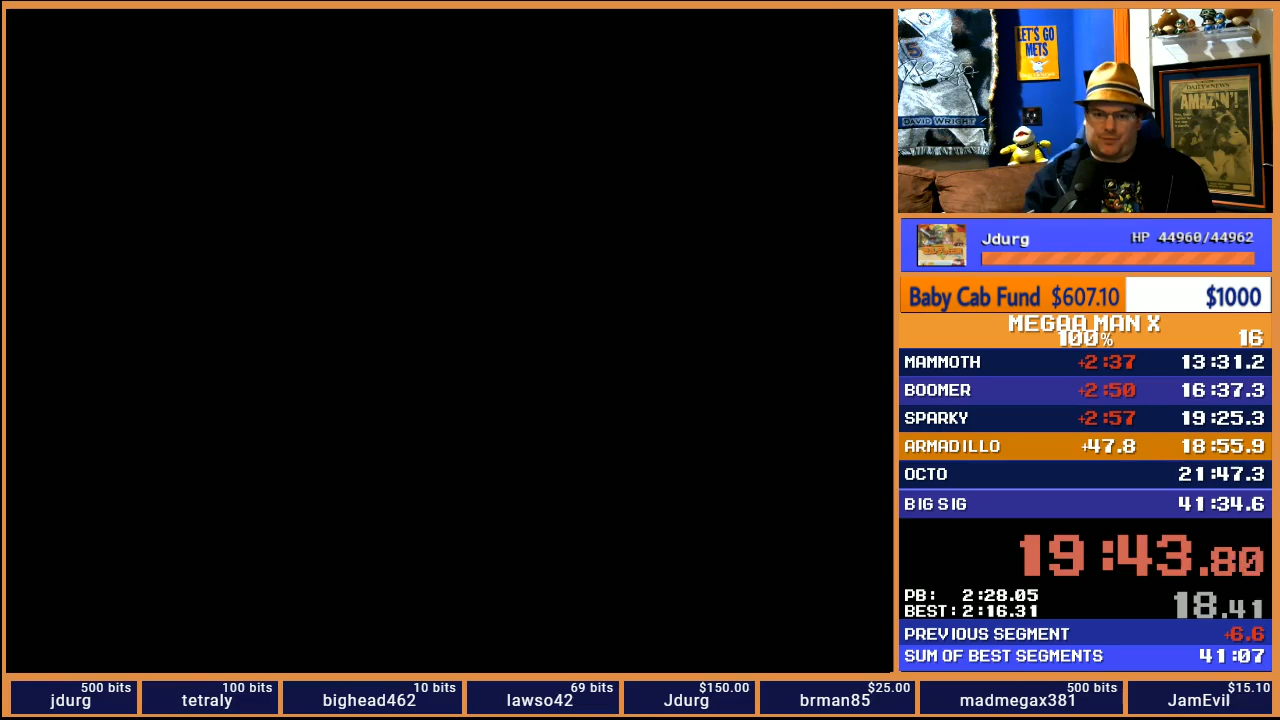 LET'S GO
METS
5
DAVID WRIGHT
DAILY NEWS
AMAZIN'!
Jdurg HP 44960/44962
Baby Cab Fund $607.10 $1000
MEGAA MAN X
100% 16
MAMMOTH +2:37 13:31.2
BOOMER +2:50 16:37.3
SPARKY +2:57 19:25.3
ARMADILLO +47.8 18:55.9
OCTO 21:47.3
BIG SIG 41:34.6
19:43.80
PB: 2:28.05
BEST: 2:16.31
18.41
PREVIOUS SEGMENT +6.6
SUM OF BEST SEGMENTS 41:07
500 bits 100 bits 10 bits 69 bits $150.00 $25.00 500 bits $15.10
jdurg tetraly bighead462 lawso42 Jdurg brman85 madmegax381 JamEvil